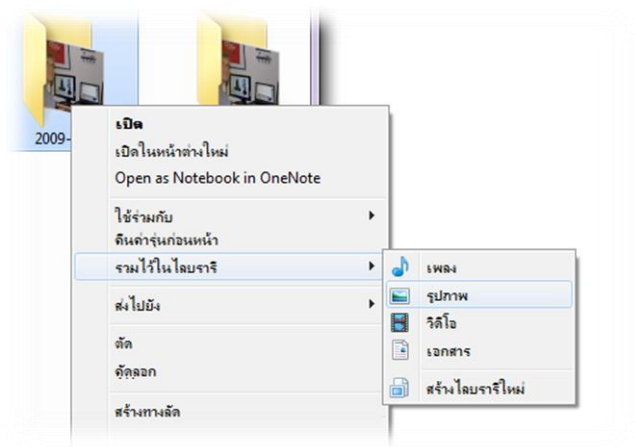 2009-
เปิด
เปิดในหน้าต่างใหม่
Open as Notebook in OneNote
ใช้ร่วมกับ
คืนค่ารุ่นก่อนหน้า
รวมไว้ในไลบรารี
ส่งไปยัง
ตัด
คัดลอก
สร้างทางลัด
เพลง
รูปภาพ
วิดีโอ
เอกสาร
สร้างไลบรารีใหม่